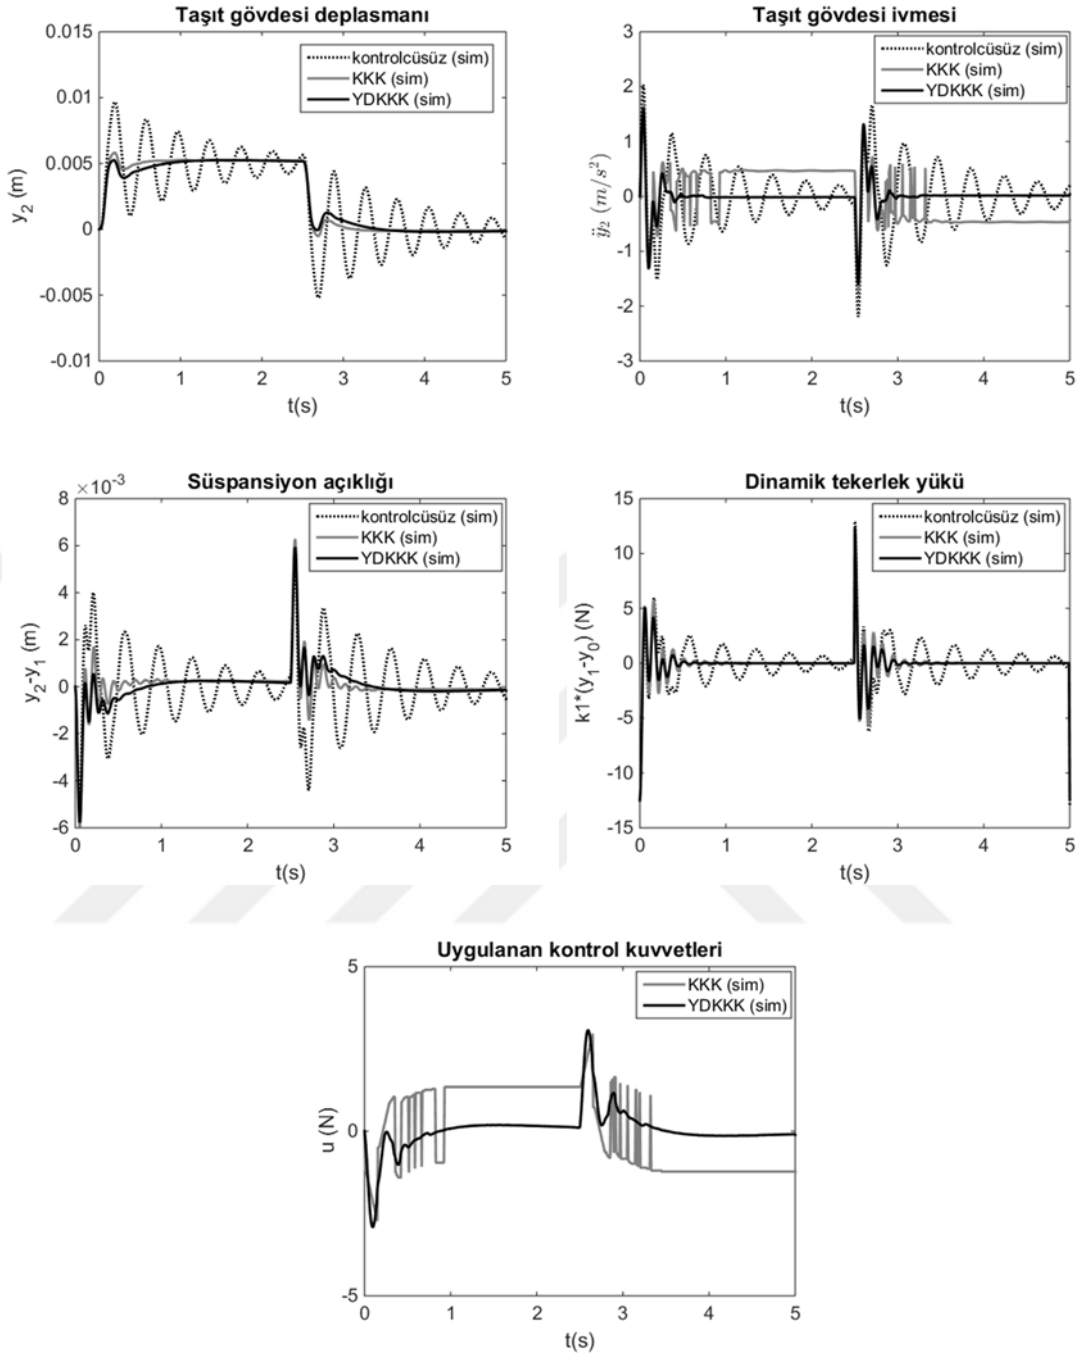 Taşıt gövdesi deplasmanı
0.015
0.01
0.005
0
-0.005
-0.01
y2 (m)
kontrolcüsüz (sim)
KKK (sim)
YDKKK (sim)
0 1 2 3 4 5
t(s)
Taşıt gövdesi ivmesi
3
2
1
0
-1
-2
-3
ÿ2 (m/s²)
kontrolcüsüz (sim)
KKK (sim)
YDKKK (sim)
0 1 2 3 4 5
t(s)
Süspansiyon açıklığı
×10⁻³
8
6
4
2
0
-2
-4
-6
y2-y1 (m)
kontrolcüsüz (sim)
KKK (sim)
YDKKK (sim)
0 1 2 3 4 5
t(s)
Dinamik tekerlek yükü
15
10
5
0
-5
-10
-15
k1*(y1-y0) (N)
kontrolcüsüz (sim)
KKK (sim)
YDKKK (sim)
0 1 2 3 4 5
t(s)
Uygulanan kontrol kuvvetleri
5
0
-5
u (N)
KKK (sim)
YDKKK (sim)
0 1 2 3 4 5
t(s)